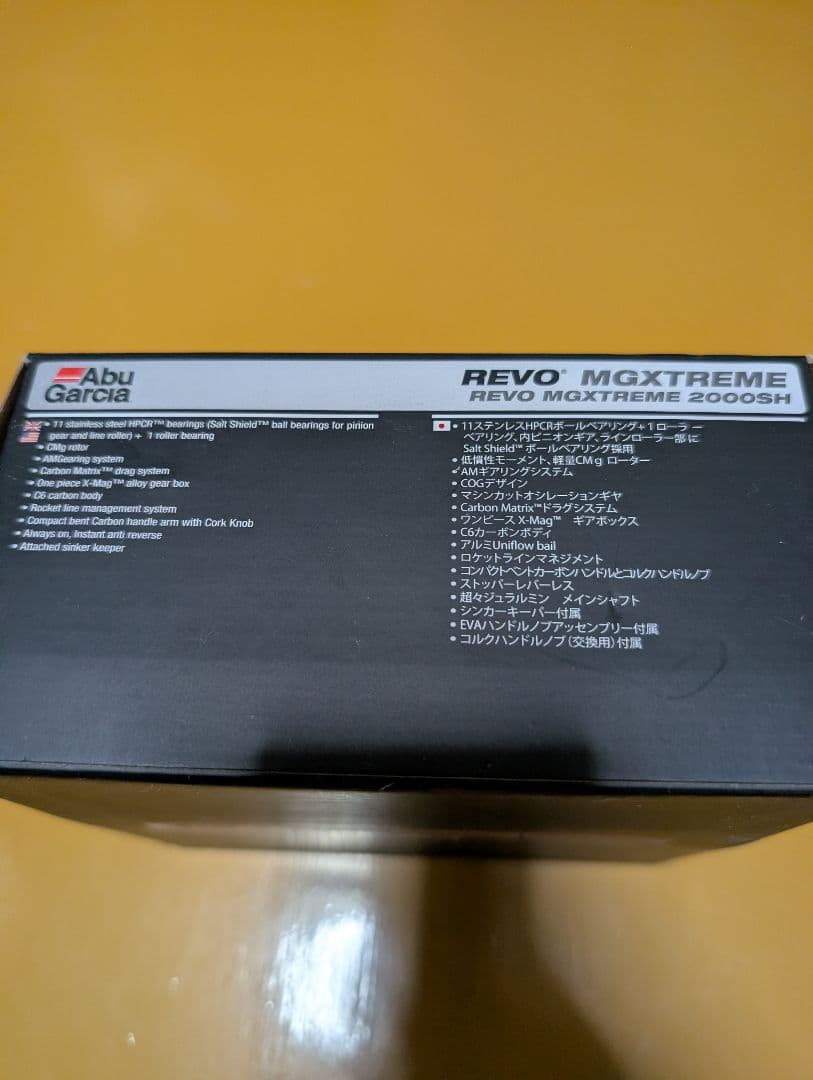 Abu
Garcia
REVO® MGXTREME
REVO MGXTREME 2000SH
• 11 stainless steel HPCR™ bearings (Salt Shield™ ball bearings for pinion
gear and line roller) + 1 roller bearing
• CMg rotor
• AMGearing system
• Carbon Matrix™ drag system
• One piece X-Mag™ alloy gear box
• C6 carbon body
• Rocket line management system
• Compact bent Carbon handle arm with Cork Knob
• Always on, Instant anti reverse
• Attached sinker keeper
• 11ステンレスHPCRボールベアリング+1ローラー
ベアリング、内ピニオンギア、ラインローラー部に
Salt Shield™ ボールベアリング採用
• 低慣性モーメント、軽量CMg ローター
• AMギアリングシステム
• COGデザイン
• マシンカットオシレーションギヤ
• Carbon Matrix™ドラグシステム
• ワンピース X-Mag™ ギアボックス
• C6カーボンボディ
• アルミUniflow bail
• ロケットラインマネジメント
• コンパクトベントカーボンハンドルとコルクハンドルノブ
• ストッパーレバーレス
• 超々ジュラルミン メインシャフト
• シンカーキーパー付属
• EVAハンドルノブアッセンブリー付属
• コルクハンドルノブ(交換用)付属